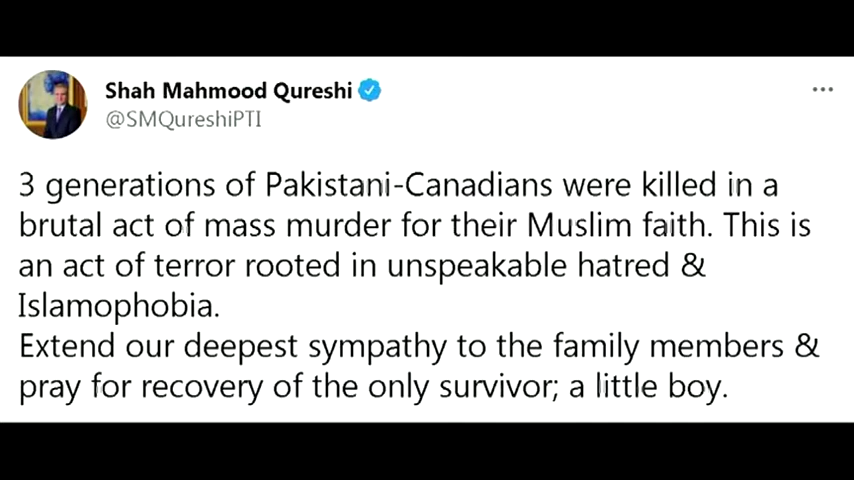 Shah Mahmood Qureshi
@SMQureshiPTI
3 generations of Pakistani-Canadians were killed in a
brutal act of mass murder for their Muslim faith. This is
an act of terror rooted in unspeakable hatred &
Islamophobia.
Extend our deepest sympathy to the family members &
pray for recovery of the only survivor; a little boy.